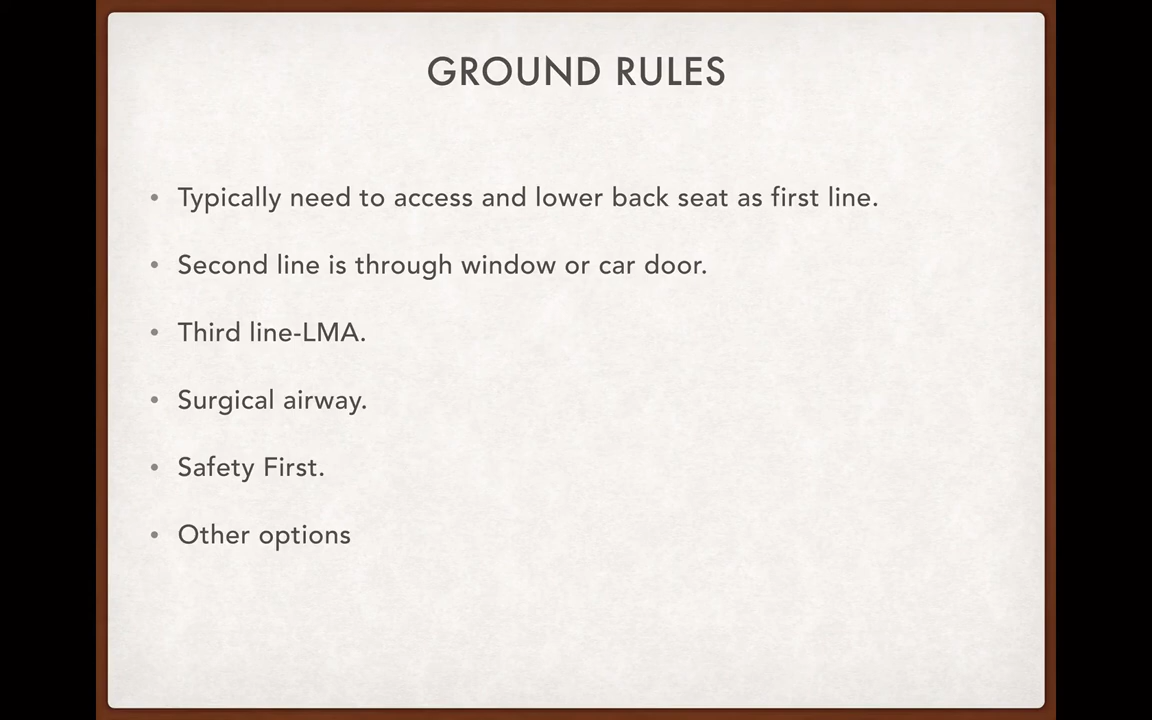 GROUND RULES
• Typically need to access and lower back seat as first line.
• Second line is through window or car door.
• Third line-LMA.
• Surgical airway.
• Safety First.
• Other options